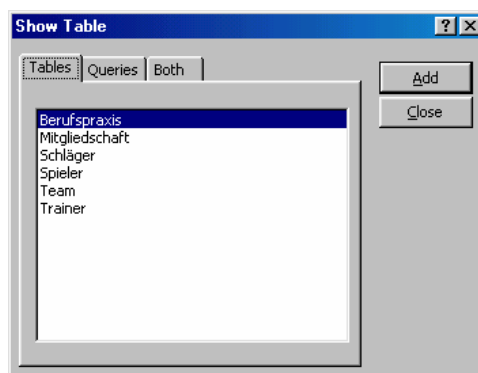 Show Table
Tables Queries Both
Add
Close
Berufspraxis
Mitgliedschaft
Schläger
Spieler
Team
Trainer